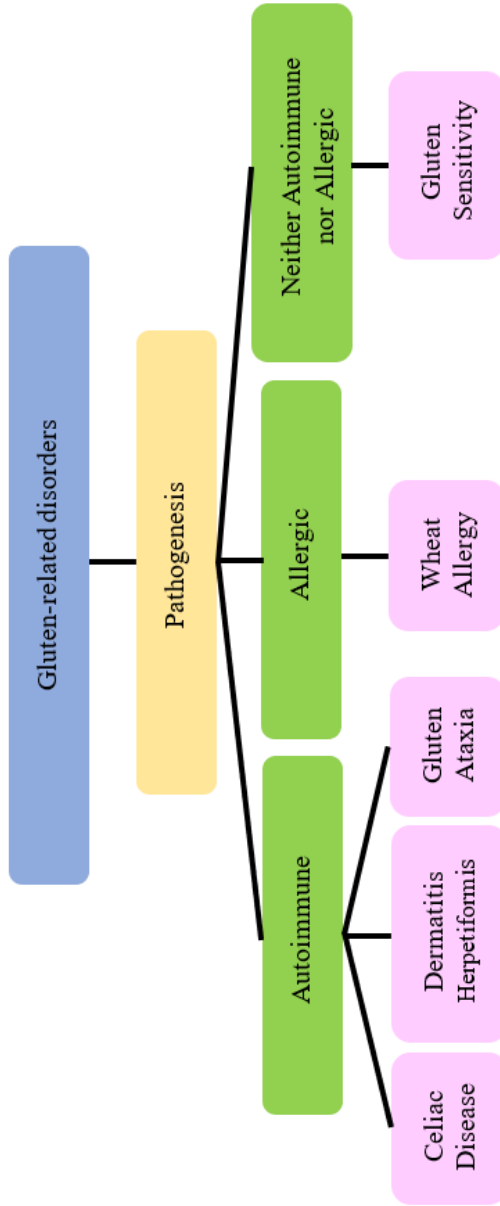 Gluten-related disorders
Pathogenesis
Autoimmune
Allergic
Neither Autoimmune
nor Allergic
Celiac
Disease
Dermatitis
Herpetiformis
Gluten
Ataxia
Wheat
Allergy
Gluten
Sensitivity